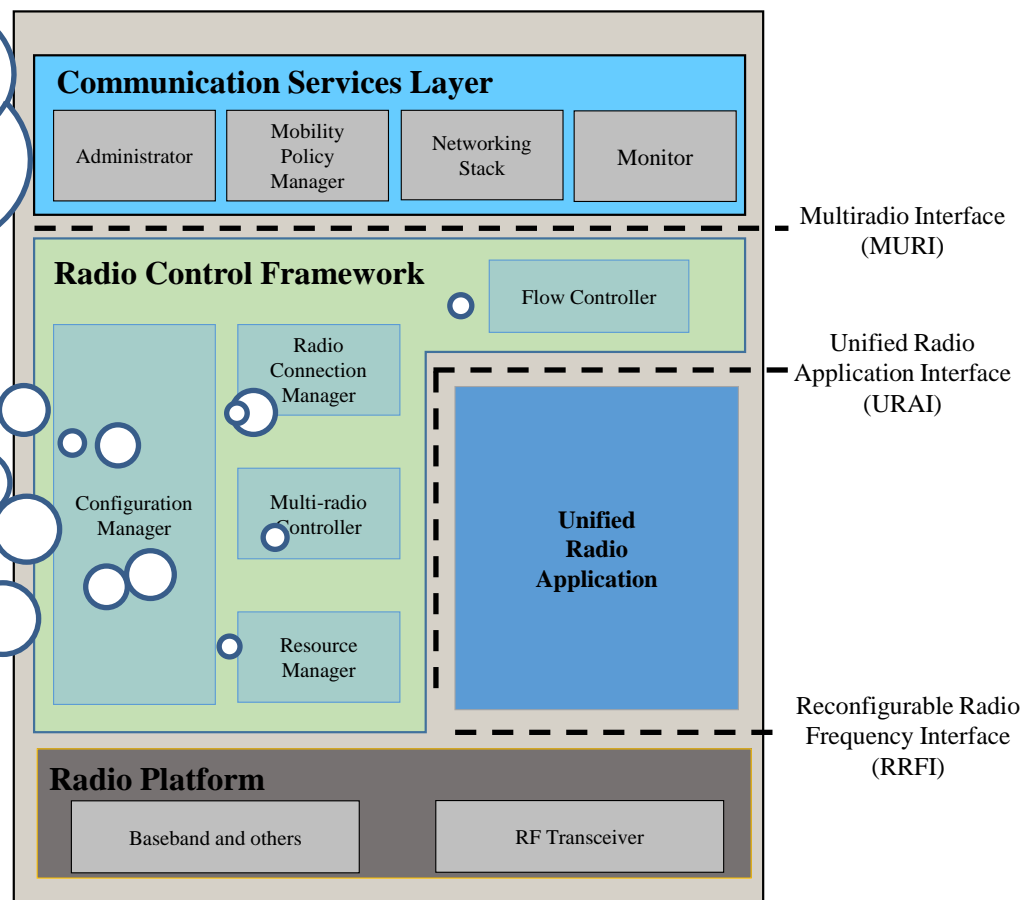 Communication Services Layer
Administrator
Mobility
Policy
Manager
Networking
Stack
Monitor
Multiradio Interface
(MURI)
Radio Control Framework
Flow Controller
Radio
Connection
Manager
Unified Radio
Application Interface
(URAI)
Configuration
Manager
Multi-radio
Controller
Unified
Radio
Application
Resource
Manager
Reconfigurable Radio
Frequency Interface
(RRFI)
Radio Platform
Baseband and others
RF Transceiver